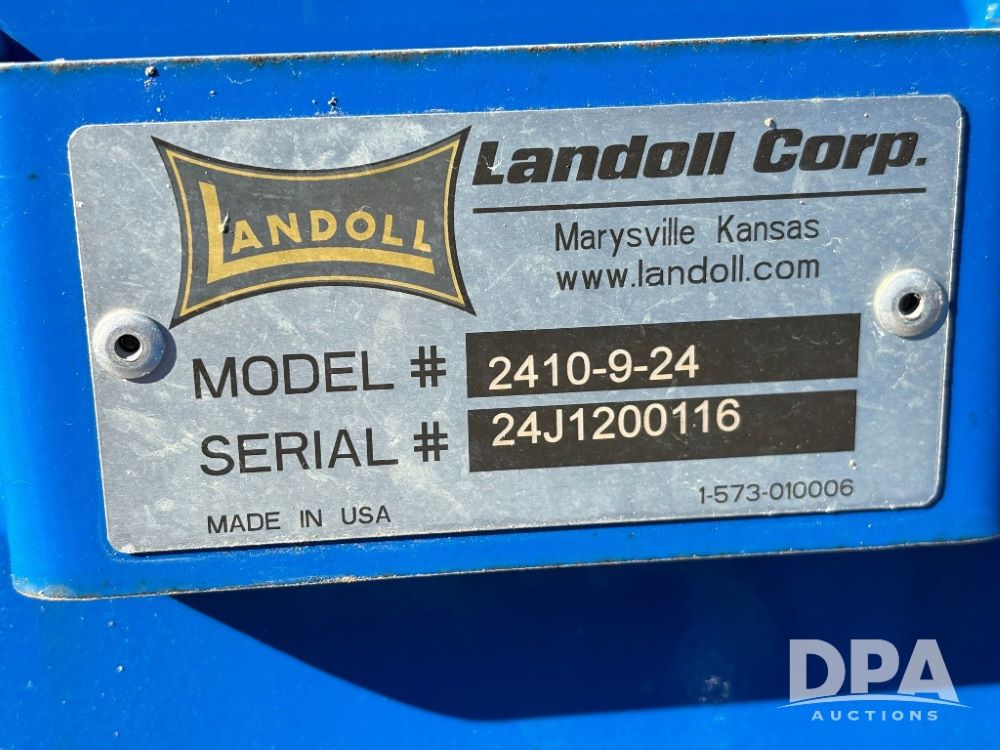 LANDOLL
Landoll Corp.
Marysville Kansas
www.landoll.com
MODEL # 2410-9-24
SERIAL # 24J1200116
MADE IN USA
1-573-010006
DPA
AUCTIONS